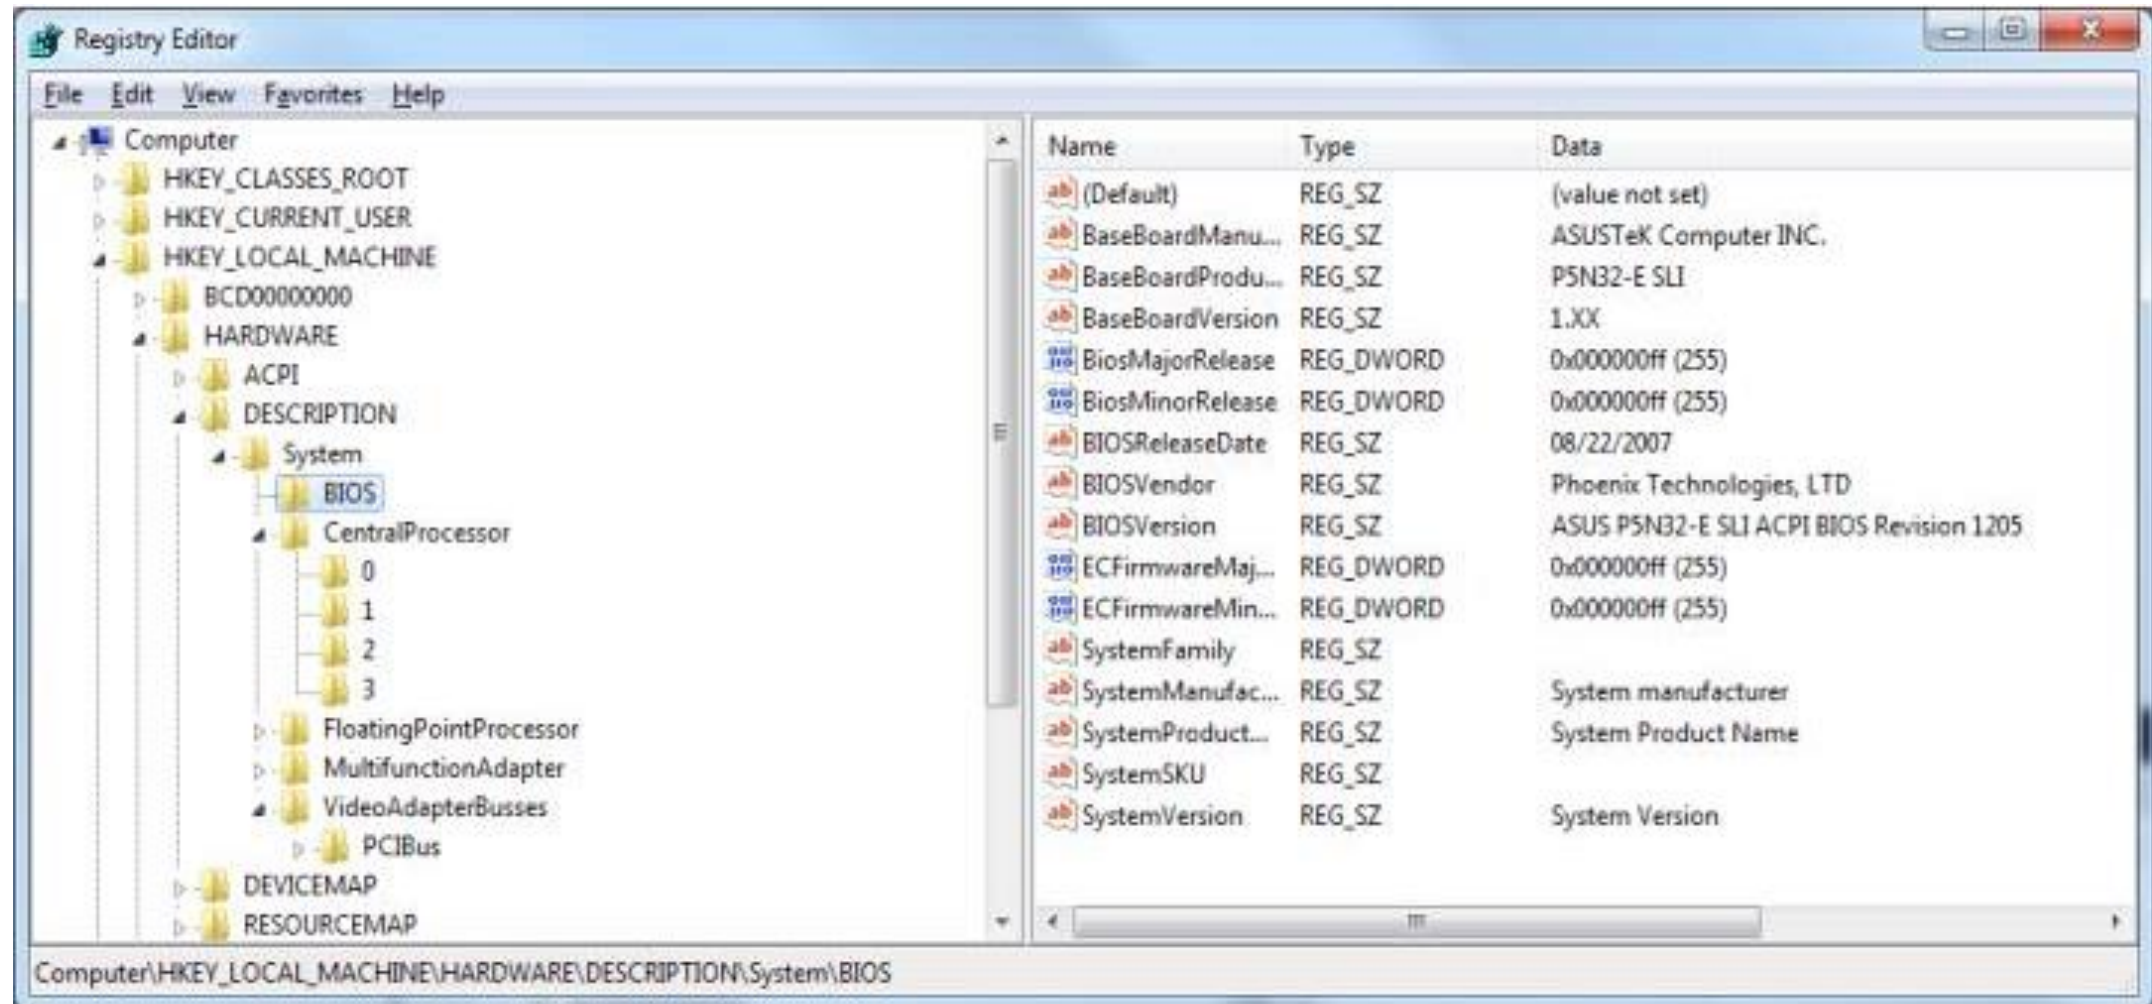 Registry Editor
File Edit View Favorites Help
Computer
HKEY_CLASSES_ROOT
HKEY_CURRENT_USER
HKEY_LOCAL_MACHINE
BCD00000000
HARDWARE
ACPI
DESCRIPTION
System
BIOS
CentralProcessor
0
1
2
3
FloatingPointProcessor
MultifunctionAdapter
VideoAdapterBusses
PCIBus
DEVICEMAP
RESOURCEMAP
Name Type Data
(Default) REG_SZ (value not set)
BaseBoardManu... REG_SZ ASUSTeK Computer INC.
BaseBoardProdu... REG_SZ P5N32-E SLI
BaseBoardVersion REG_SZ 1.XX
BiosMajorRelease REG_DWORD 0x000000ff (255)
BiosMinorRelease REG_DWORD 0x000000ff (255)
BIOSReleaseDate REG_SZ 08/22/2007
BIOSVendor REG_SZ Phoenix Technologies, LTD
BIOSVersion REG_SZ ASUS P5N32-E SLI ACPI BIOS Revision 1205
ECFirmwareMaj... REG_DWORD 0x000000ff (255)
ECFirmwareMin... REG_DWORD 0x000000ff (255)
SystemFamily REG_SZ
SystemManufac... REG_SZ System manufacturer
SystemProduct... REG_SZ System Product Name
SystemSKU REG_SZ
SystemVersion REG_SZ System Version
Computer\HKEY_LOCAL_MACHINE\HARDWARE\DESCRIPTION\System\BIOS